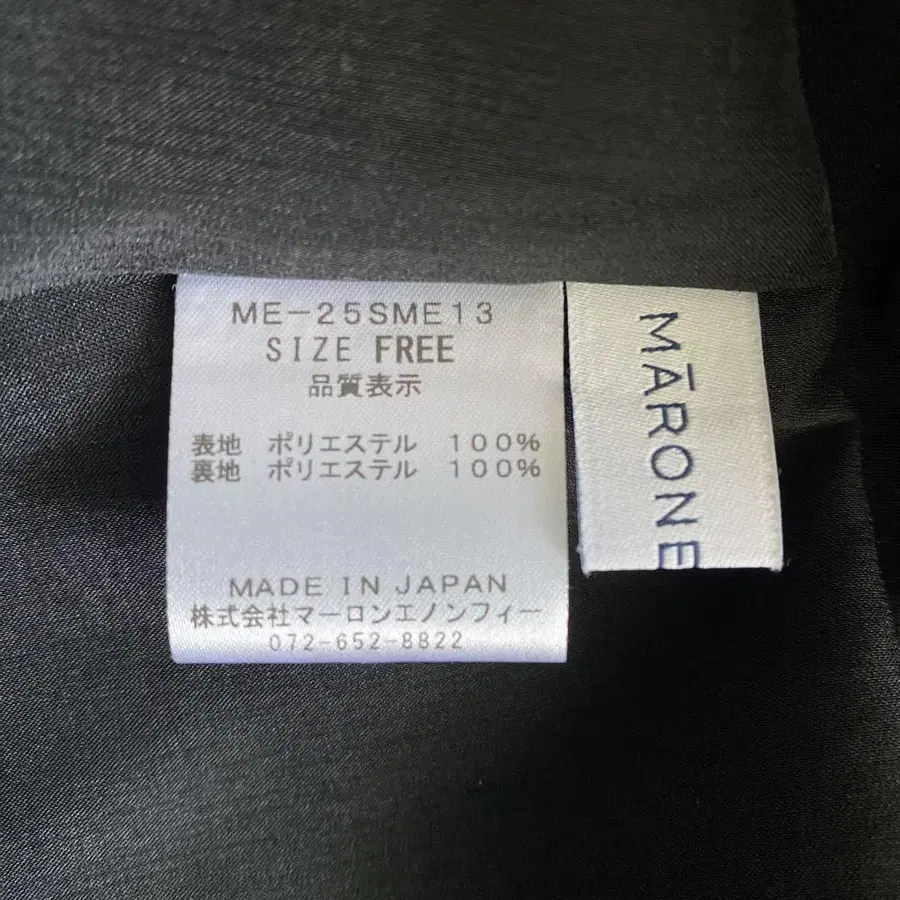 ME-25SME13
SIZE FREE
品質表示
表地 ポリエステル 100%
裏地 ポリエステル 100%
MADE IN JAPAN
株式会社マーロンエノンフィー
072-652-8822
MĀRONE